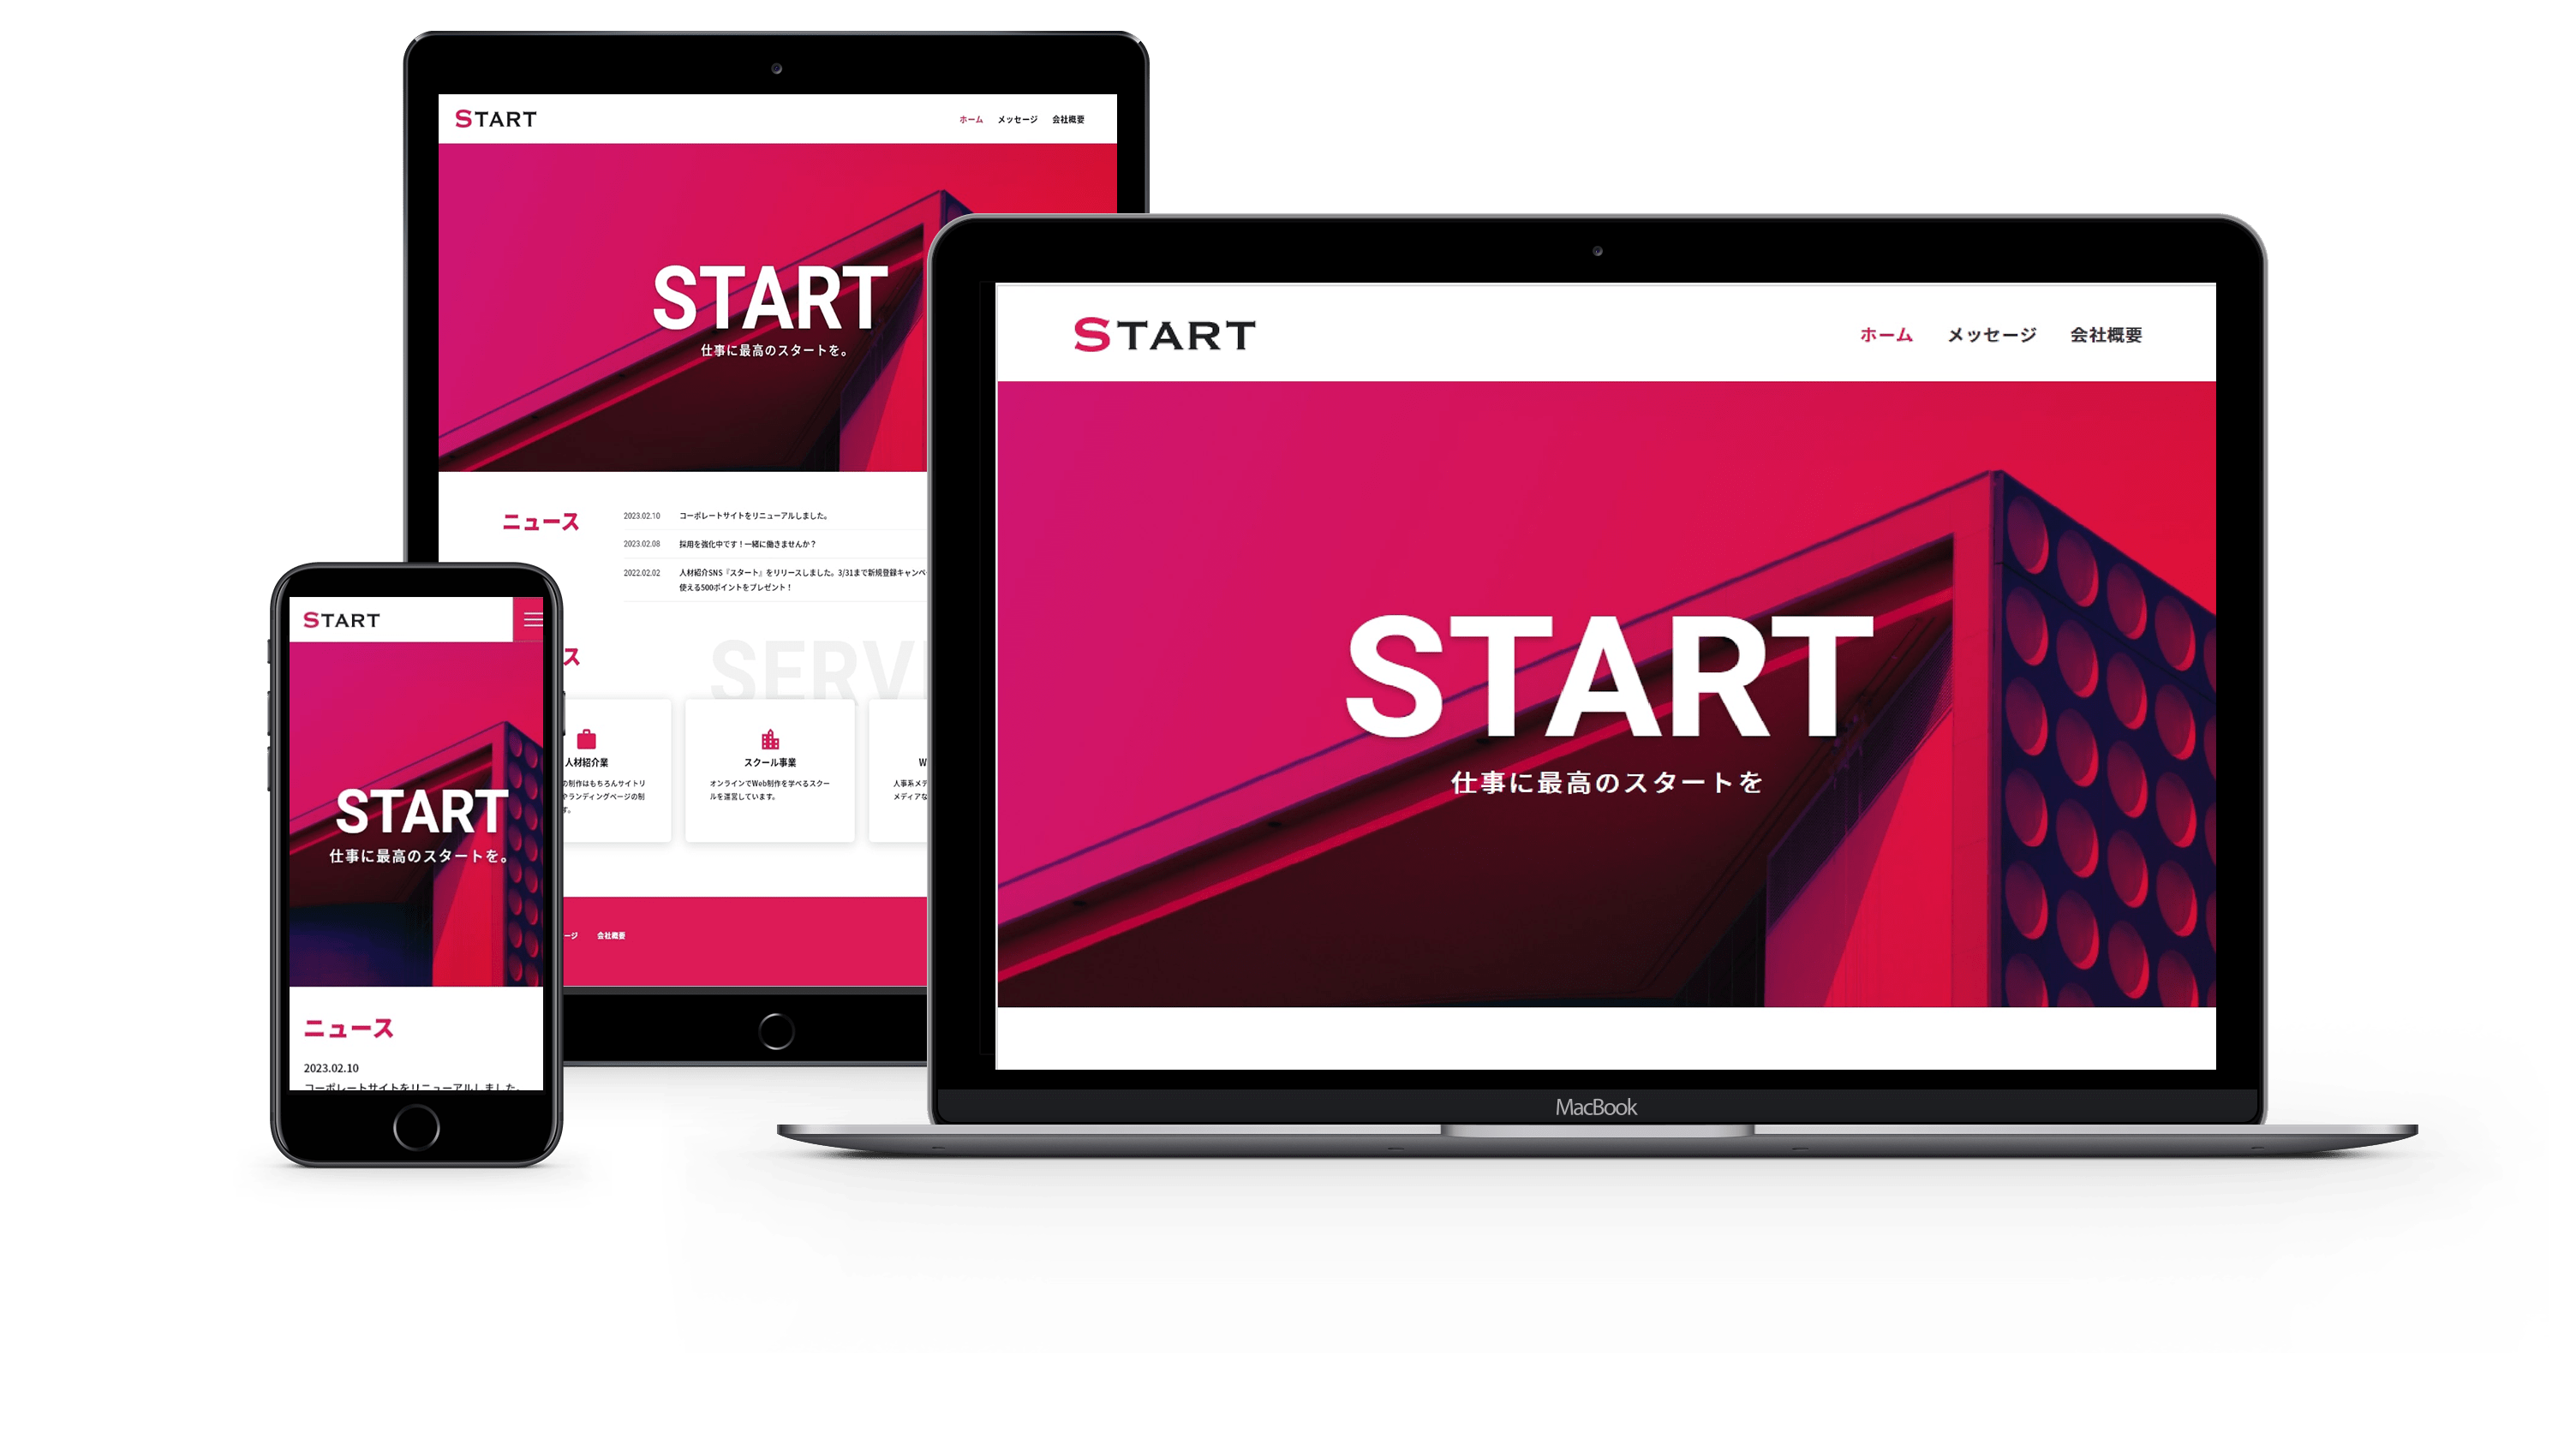 START
ホーム メッセージ 会社概要
START
仕事に最高のスタートを。
ニュース
2023.02.10 コーポレートサイトをリニューアルしました。
2023.02.08 採用を強化中です！一緒に働きませんか？
2022.02.02 人材紹介SNS『スタート』をリリースしました。3/31まで新規登録キャンペ
使える500ポイントをプレゼント！
ス
SERV
人材紹介業
の制作はもちろんサイトリ
ランディングページの制
す。
スクール事業
オンラインでWeb制作を学べるスクー
ルを運営しています。
W
人事系メデ
メディアな
ージ 会社概要
START
仕事に最高のスタートを。
START
ニュース
2023.02.10
コーポレートサイトをリニューアルしました。
START
ホーム メッセージ 会社概要
START
仕事に最高のスタートを
MacBook